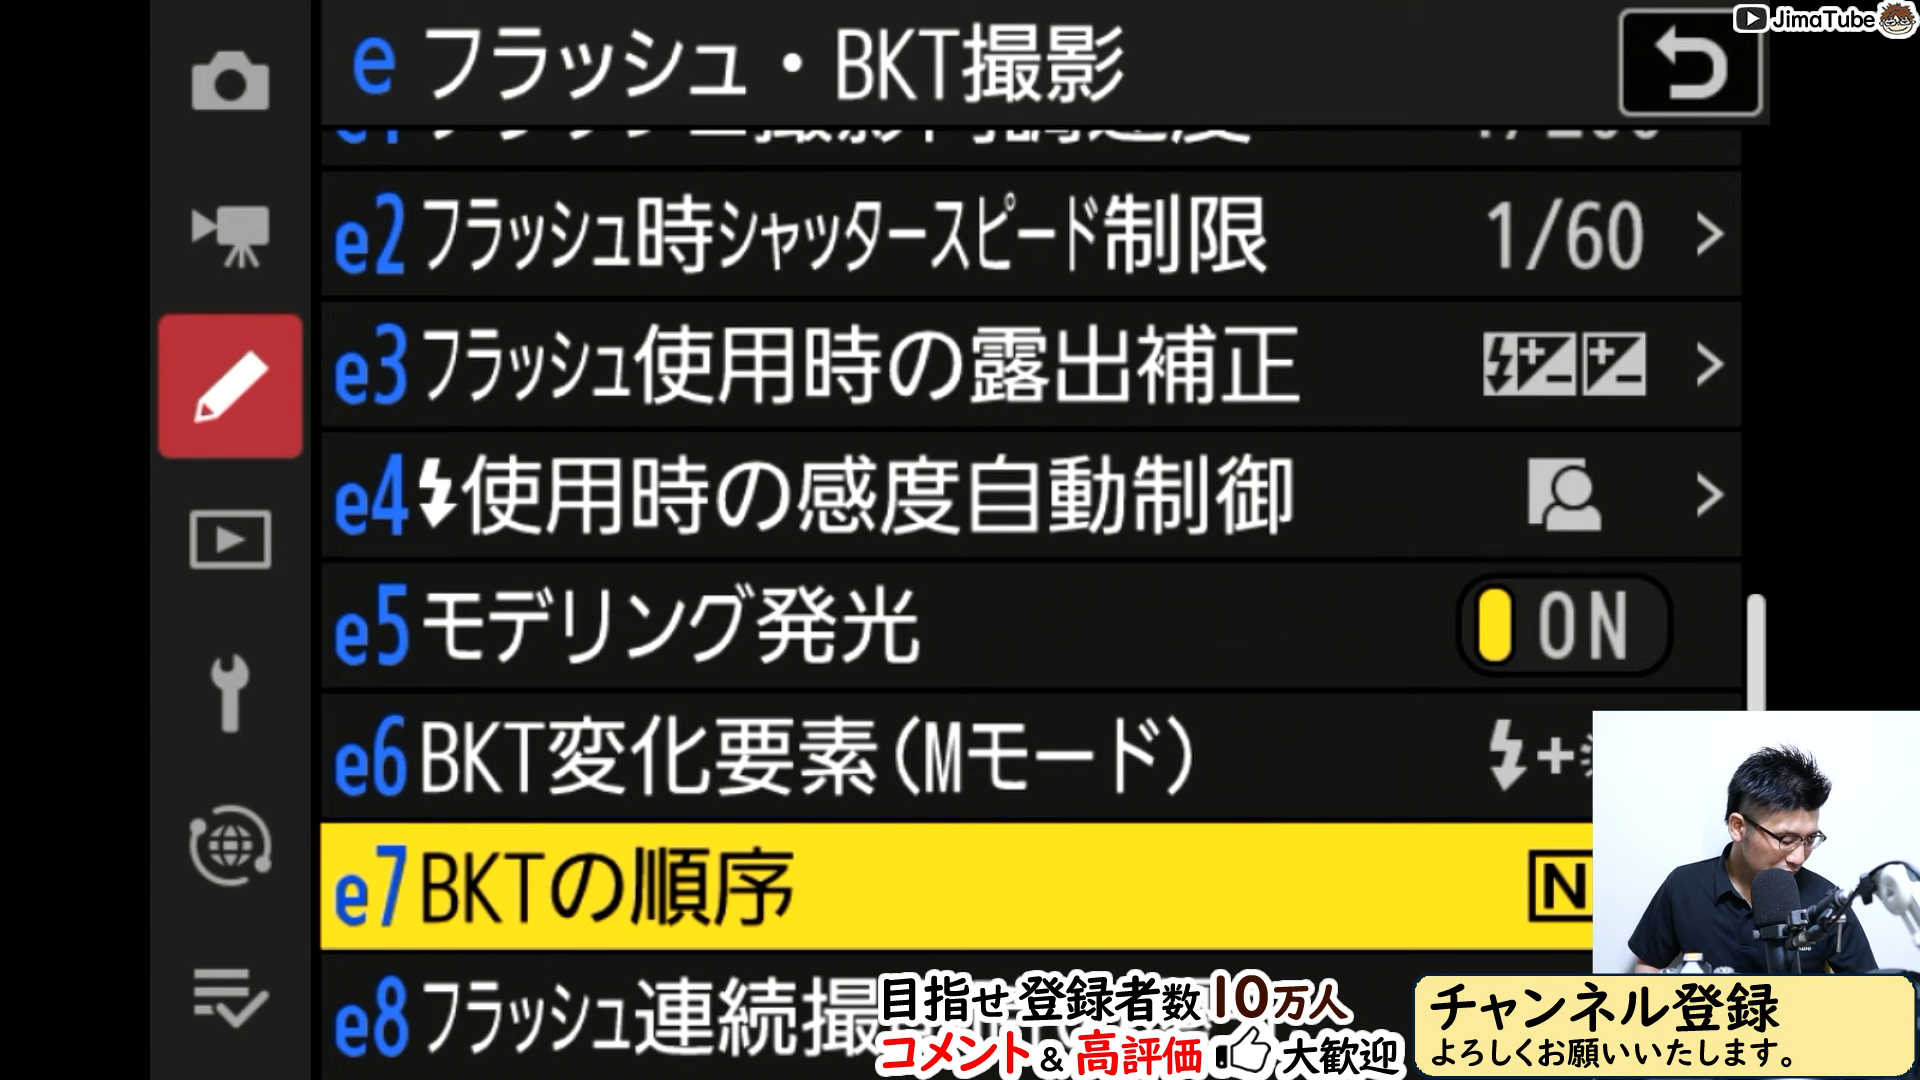 JimaTube
e フラッシュ・BKT撮影
e2 フラッシュ時シャッタースピード制限 1/60 >
e3 フラッシュ使用時の露出補正 >
e4 使用時の感度自動制御 >
e5 モデリング発光 ON
e6 BKT変化要素(Mモード) +
e7 BKTの順序 N
e8 フラッシュ連続撮
目指せ 登録者数10万人
コメント&高評価 大歓迎
チャンネル登録
よろしくお願いいたします。